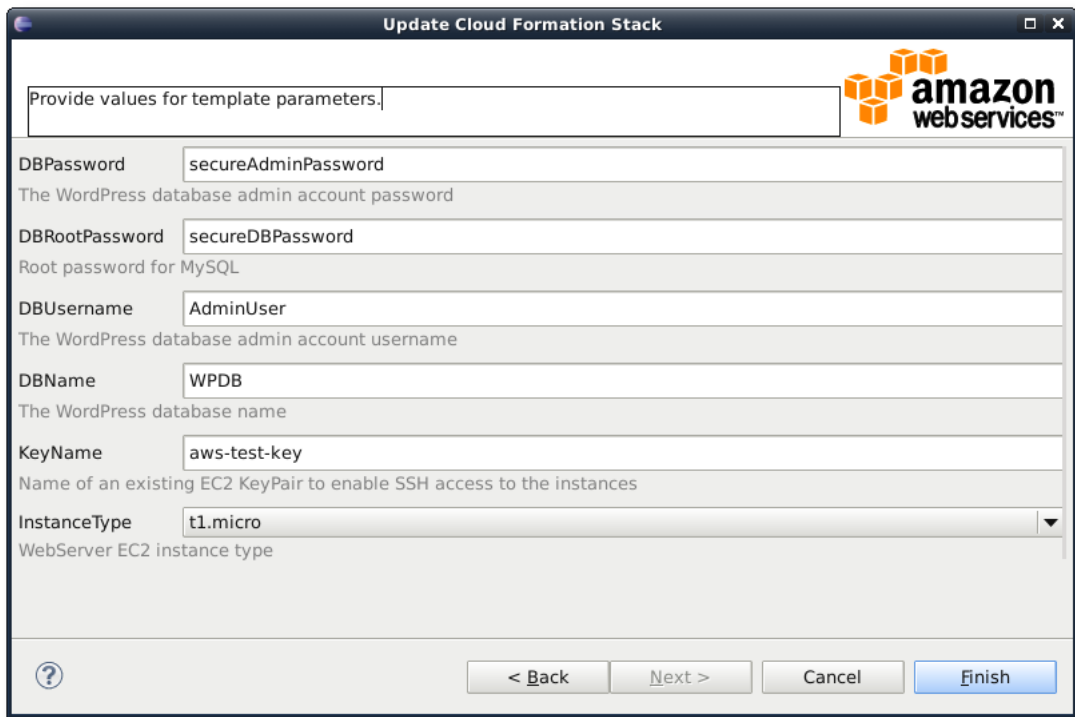 Update Cloud Formation Stack
Provide values for template parameters.
amazon
webservices™
DBPassword secureAdminPassword
The WordPress database admin account password
DBRootPassword secureDBPassword
Root password for MySQL
DBUsername AdminUser
The WordPress database admin account username
DBName WPDB
The WordPress database name
KeyName aws-test-key
Name of an existing EC2 KeyPair to enable SSH access to the instances
InstanceType t1.micro
WebServer EC2 instance type
? < Back Next > Cancel Finish